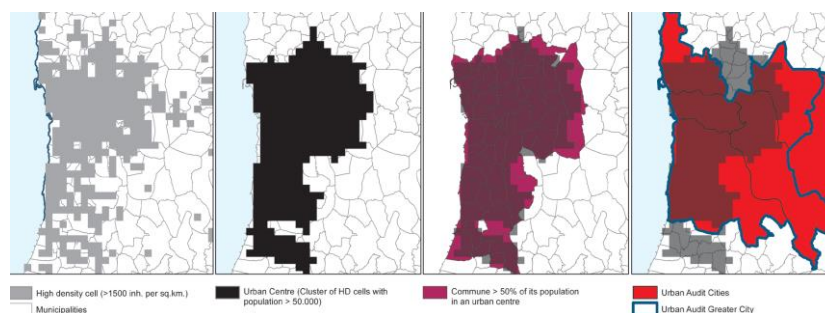 High density cell (>1500 inh. per sq.km.)
Municipalities
Urban Centre (Cluster of HD cells with
population > 50.000)
Commune > 50% of its population
in an urban centre
Urban Audit Cities
Urban Audit Greater City